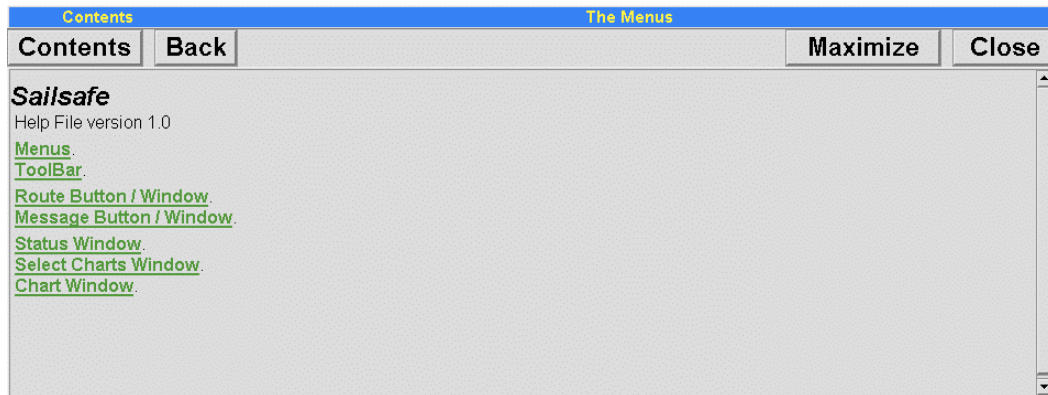 Contents The Menus
Contents Back Maximize Close
Sailsafe
Help File version 1.0
Menus.
ToolBar.
Route Button / Window.
Message Button / Window.
Status Window.
Select Charts Window.
Chart Window.